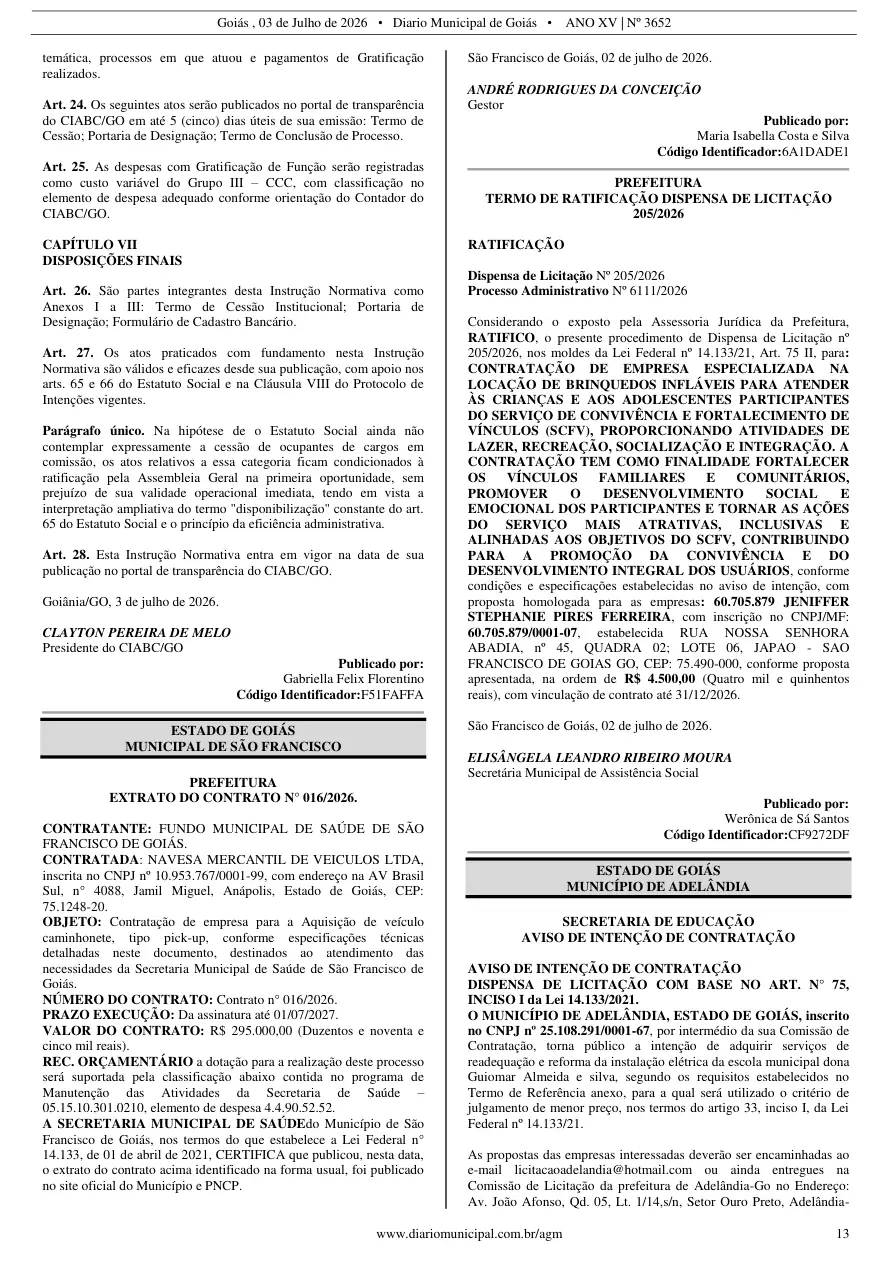 Goiás , 03 de Julho de 2026 • Diario Municipal de Goiás • ANO XV | Nº 3652
temática, processos em que atuou e pagamentos de Gratificação
realizados.
Art. 24. Os seguintes atos serão publicados no portal de transparência
do CIABC/GO em até 5 (cinco) dias úteis de sua emissão: Termo de
Cessão; Portaria de Designação; Termo de Conclusão de Processo.
Art. 25. As despesas com Gratificação de Função serão registradas
como custo variável do Grupo III – CCC, com classificação no
elemento de despesa adequado conforme orientação do Contador do
CIABC/GO.
CAPÍTULO VII
DISPOSIÇÕES FINAIS
Art. 26. São partes integrantes desta Instrução Normativa como
Anexos I a III: Termo de Cessão Institucional; Portaria de
Designação; Formulário de Cadastro Bancário.
Art. 27. Os atos praticados com fundamento nesta Instrução
Normativa são válidos e eficazes desde sua publicação, com apoio nos
arts. 65 e 66 do Estatuto Social e na Cláusula VIII do Protocolo de
Intenções vigentes.
Parágrafo único. Na hipótese de o Estatuto Social ainda não
contemplar expressamente a cessão de ocupantes de cargos em
comissão, os atos relativos a essa categoria ficam condicionados à
ratificação pela Assembleia Geral na primeira oportunidade, sem
prejuízo de sua validade operacional imediata, tendo em vista a
interpretação ampliativa do termo "disponibilização" constante do art.
65 do Estatuto Social e o princípio da eficiência administrativa.
Art. 28. Esta Instrução Normativa entra em vigor na data de sua
publicação no portal de transparência do CIABC/GO.
Goiânia/GO, 3 de julho de 2026.
CLAYTON PEREIRA DE MELO
Presidente do CIABC/GO
Publicado por:
Gabriella Felix Florentino
Código Identificador:F51FAFFA
ESTADO DE GOIÁS
MUNICIPAL DE SÃO FRANCISCO
PREFEITURA
EXTRATO DO CONTRATO N° 016/2026.
CONTRATANTE: FUNDO MUNICIPAL DE SAÚDE DE SÃO
FRANCISCO DE GOIÁS.
CONTRATADA: NAVESA MERCANTIL DE VEICULOS LTDA,
inscrita no CNPJ nº 10.953.767/0001-99, com endereço na AV Brasil
Sul, n° 4088, Jamil Miguel, Anápolis, Estado de Goiás, CEP:
75.1248-20.
OBJETO: Contratação de empresa para a Aquisição de veículo
caminhonete, tipo pick-up, conforme especificações técnicas
detalhadas neste documento, destinados ao atendimento das
necessidades da Secretaria Municipal de Saúde de São Francisco de
Goiás.
NÚMERO DO CONTRATO: Contrato n° 016/2026.
PRAZO EXECUÇÃO: Da assinatura até 01/07/2027.
VALOR DO CONTRATO: R$ 295.000,00 (Duzentos e noventa e
cinco mil reais).
REC. ORÇAMENTÁRIO a dotação para a realização deste processo
será suportada pela classificação abaixo contida no programa de
Manutenção das Atividades da Secretaria de Saúde –
05.15.10.301.0210, elemento de despesa 4.4.90.52.52.
A SECRETARIA MUNICIPAL DE SAÚDEdo Município de São
Francisco de Goiás, nos termos do que estabelece a Lei Federal n°
14.133, de 01 de abril de 2021, CERTIFICA que publicou, nesta data,
o extrato do contrato acima identificado na forma usual, foi publicado
no site oficial do Município e PNCP.
São Francisco de Goiás, 02 de julho de 2026.
ANDRÉ RODRIGUES DA CONCEIÇÃO
Gestor
Publicado por:
Maria Isabella Costa e Silva
Código Identificador:6A1DADE1
PREFEITURA
TERMO DE RATIFICAÇÃO DISPENSA DE LICITAÇÃO
205/2026
RATIFICAÇÃO
Dispensa de Licitação Nº 205/2026
Processo Administrativo Nº 6111/2026
Considerando o exposto pela Assessoria Jurídica da Prefeitura,
RATIFICO, o presente procedimento de Dispensa de Licitação nº
205/2026, nos moldes da Lei Federal nº 14.133/21, Art. 75 II, para:
CONTRATAÇÃO DE EMPRESA ESPECIALIZADA NA
LOCAÇÃO DE BRINQUEDOS INFLÁVEIS PARA ATENDER
ÀS CRIANÇAS E AOS ADOLESCENTES PARTICIPANTES
DO SERVIÇO DE CONVIVÊNCIA E FORTALECIMENTO DE
VÍNCULOS (SCFV), PROPORCIONANDO ATIVIDADES DE
LAZER, RECREAÇÃO, SOCIALIZAÇÃO E INTEGRAÇÃO. A
CONTRATAÇÃO TEM COMO FINALIDADE FORTALECER
OS VÍNCULOS FAMILIARES E COMUNITÁRIOS,
PROMOVER O DESENVOLVIMENTO SOCIAL E
EMOCIONAL DOS PARTICIPANTES E TORNAR AS AÇÕES
DO SERVIÇO MAIS ATRATIVAS, INCLUSIVAS E
ALINHADAS AOS OBJETIVOS DO SCFV, CONTRIBUINDO
PARA A PROMOÇÃO DA CONVIVÊNCIA E DO
DESENVOLVIMENTO INTEGRAL DOS USUÁRIOS, conforme
condições e especificações estabelecidas no aviso de intenção, com
proposta homologada para as empresas: 60.705.879 JENIFFER
STEPHANIE PIRES FERREIRA, com inscrição no CNPJ/MF:
60.705.879/0001-07, estabelecida RUA NOSSA SENHORA
ABADIA, nº 45, QUADRA 02; LOTE 06, JAPAO - SAO
FRANCISCO DE GOIAS GO, CEP: 75.490-000, conforme proposta
apresentada, na ordem de R$ 4.500,00 (Quatro mil e quinhentos
reais), com vinculação de contrato até 31/12/2026.
São Francisco de Goiás, 02 de julho de 2026.
ELISÂNGELA LEANDRO RIBEIRO MOURA
Secretária Municipal de Assistência Social
Publicado por:
Werônica de Sá Santos
Código Identificador:CF9272DF
ESTADO DE GOIÁS
MUNICÍPIO DE ADELÂNDIA
SECRETARIA DE EDUCAÇÃO
AVISO DE INTENÇÃO DE CONTRATAÇÃO
AVISO DE INTENÇÃO DE CONTRATAÇÃO
DISPENSA DE LICITAÇÃO COM BASE NO ART. N° 75,
INCISO I da Lei 14.133/2021.
O MUNICÍPIO DE ADELÂNDIA, ESTADO DE GOIÁS, inscrito
no CNPJ nº 25.108.291/0001-67, por intermédio da sua Comissão de
Contratação, torna público a intenção de adquirir serviços de
readequação e reforma da instalação elétrica da escola municipal dona
Guiomar Almeida e silva, segundo os requisitos estabelecidos no
Termo de Referência anexo, para a qual será utilizado o critério de
julgamento de menor preço, nos termos do artigo 33, inciso I, da Lei
Federal nº 14.133/21.
As propostas das empresas interessadas deverão ser encaminhadas ao
e-mail licitacaoadelandia@hotmail.com ou ainda entregues na
Comissão de Licitação da prefeitura de Adelândia-Go no Endereço:
Av. João Afonso, Qd. 05, Lt. 1/14,s/n, Setor Ouro Preto, Adelândia-
www.diariomunicipal.com.br/agm
13